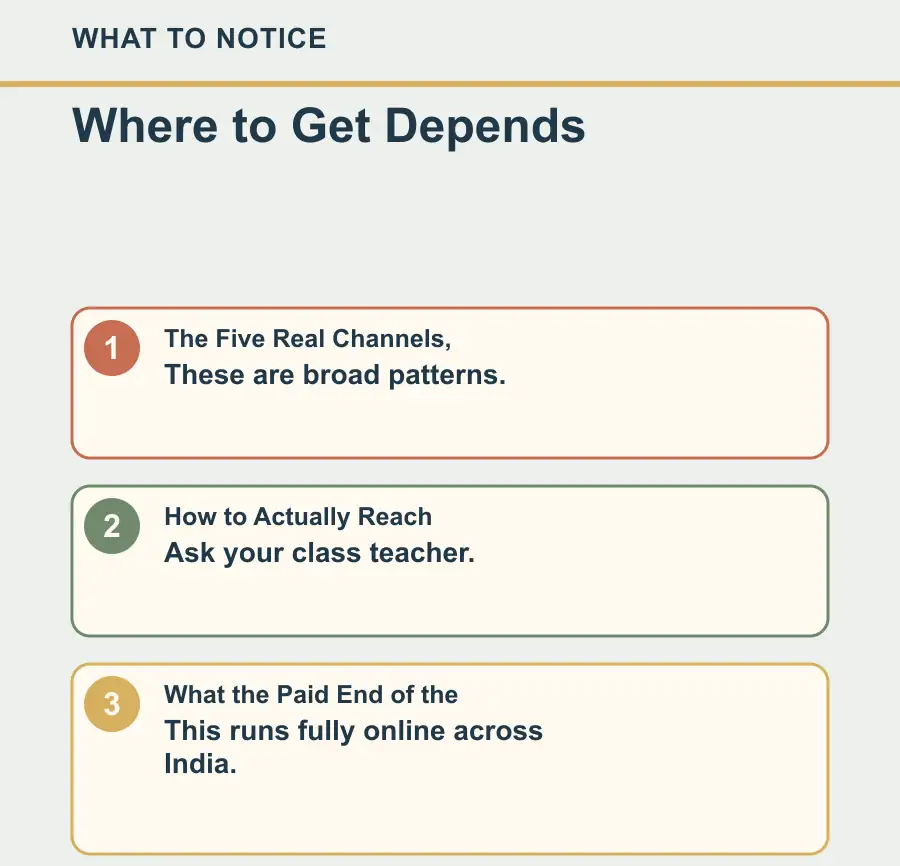 WHAT TO NOTICE
Where to Get Depends
1
The Five Real Channels,
These are broad patterns.
2
How to Actually Reach
Ask your class teacher.
3
What the Paid End of the
This runs fully online across
India.